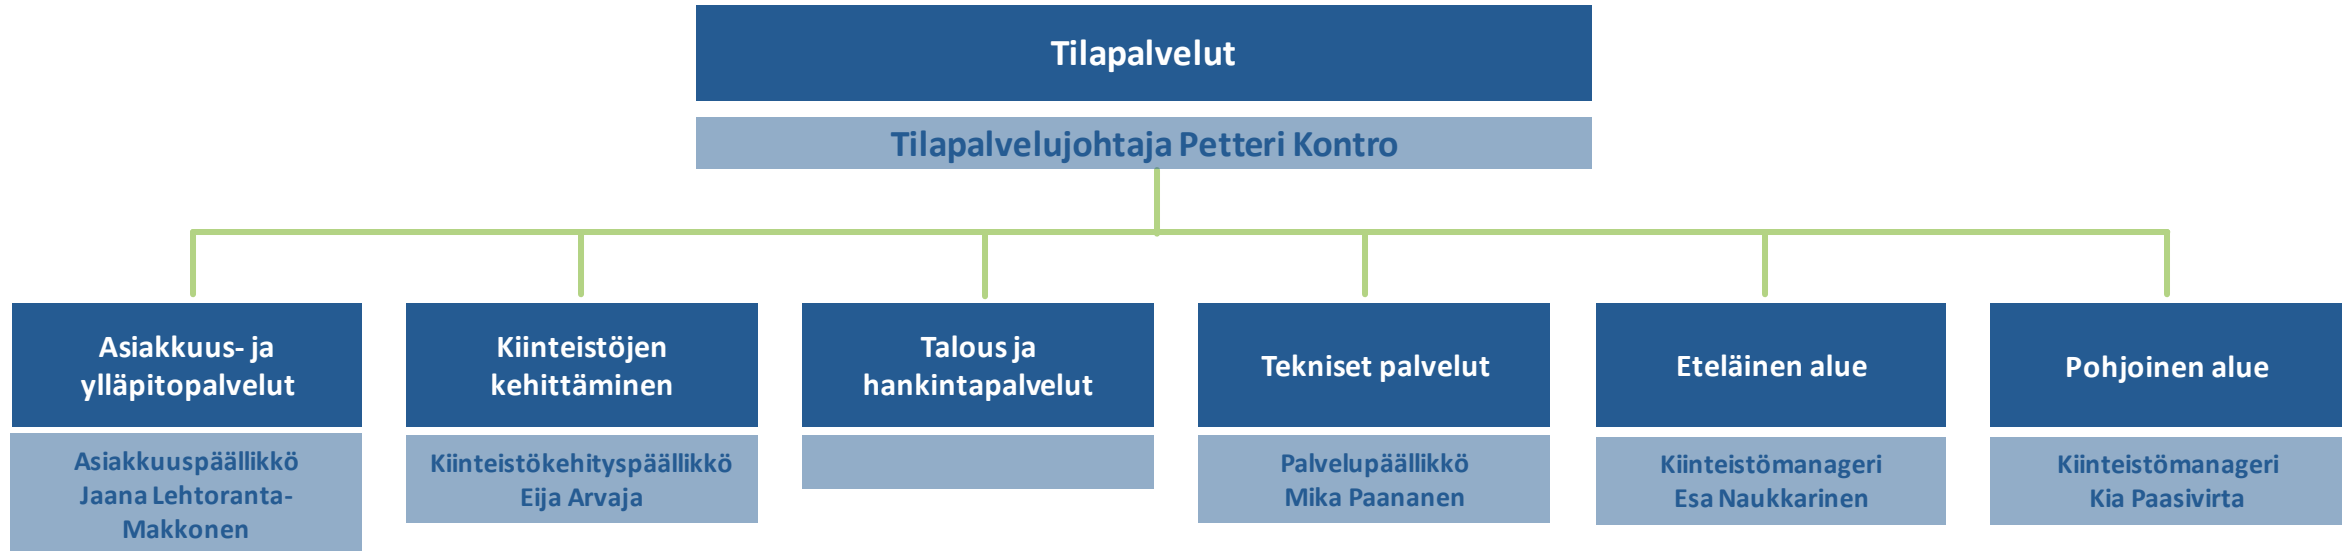 Tilapalvelut
Tilapalvelujohtaja Petteri Kontro
Asiakkuus- ja
ylläpitopalvelut
Asiakkuuspäällikkö
Jaana Lehtoranta-
Makkonen
Kiinteistöjen
kehittäminen
Kiinteistökehityspäällikkö
Eija Arvaja
Talous ja
hankintapalvelut
Tekniset palvelut
Palvelupäällikkö
Mika Paananen
Eteläinen alue
Kiinteistömanageri
Esa Naukkarinen
Pohjoinen alue
Kiinteistömanageri
Kia Paasivirta